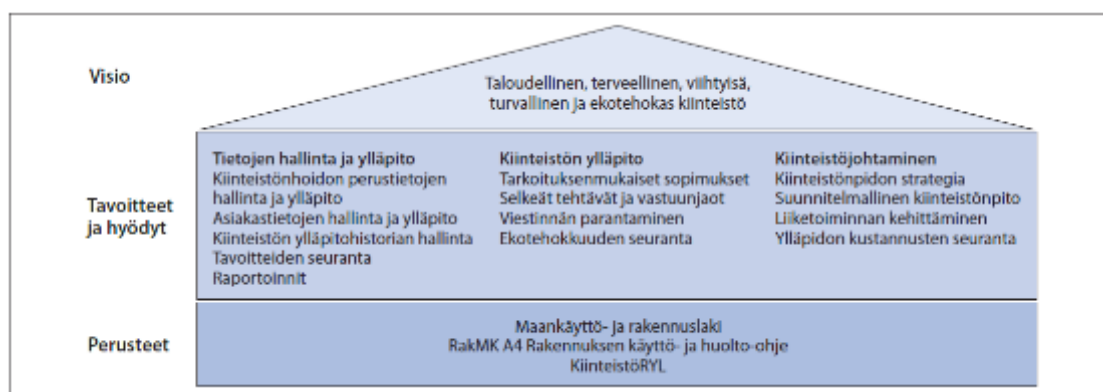 Visio
Taloudellinen, terveellinen, viihtyisä,
turvallinen ja ekotehokas kiinteistö
Tavoitteet
ja hyödyt
Tietojen hallinta ja ylläpito
Kiinteistönhoidon perustietojen
hallinta ja ylläpito
Asiakastietojen hallinta ja ylläpito
Kiinteistön ylläpitohistorian hallinta
Tavoitteiden seuranta
Raportoinnit
Kiinteistön ylläpito
Tarkoituksenmukaiset sopimukset
Selkeät tehtävät ja vastuunjaot
Viestinnän parantaminen
Ekotehokkuuden seuranta
Kiinteistöjohtaminen
Kiinteistönpidon strategia
Suunnitelmallinen kiinteistönpito
Liiketoiminnan kehittäminen
Ylläpidon kustannusten seuranta
Perusteet
Maankäyttö- ja rakennuslaki
RakMK A4 Rakennuksen käyttö- ja huolto-ohje
KiinteistöRYL